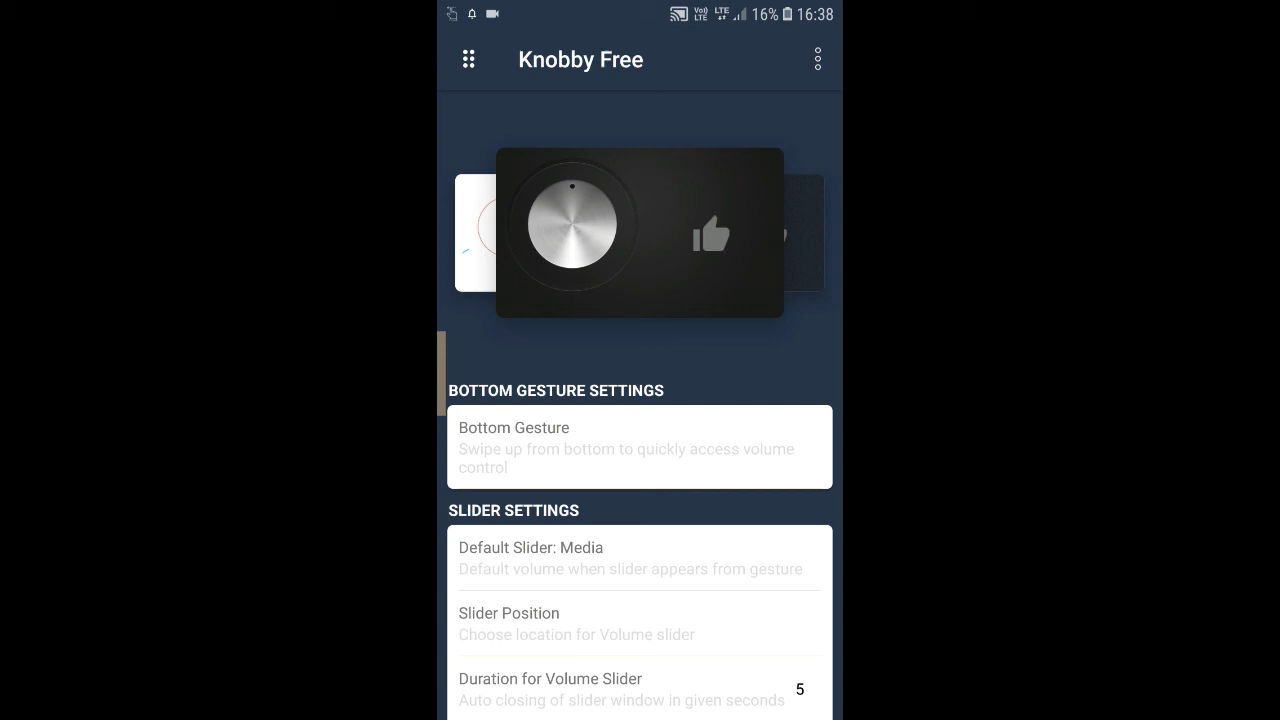 Vo)) LTE LTE 16% 16:38
Knobby Free
BOTTOM GESTURE SETTINGS
Bottom Gesture
Swipe up from bottom to quickly access volume
control
SLIDER SETTINGS
Default Slider: Media
Default volume when slider appears from gesture
Slider Position
Choose location for Volume slider
Duration for Volume Slider
Auto closing of slider window in given seconds
5